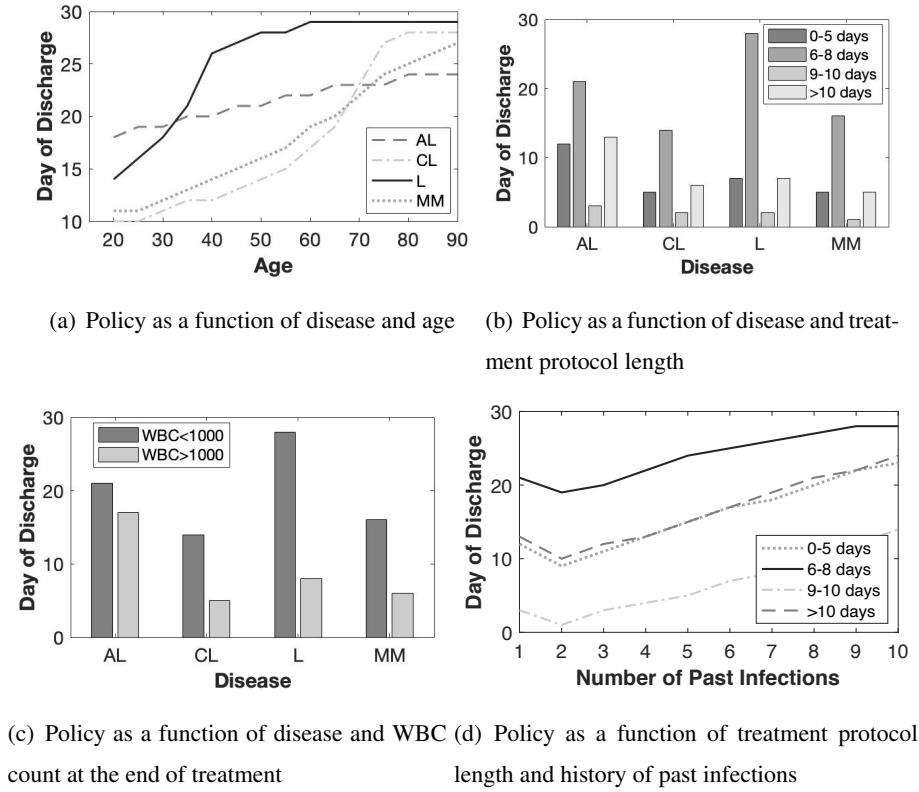 30
25
20
15
10
Day of Discharge
20 30 40 50 60 70 80 90
Age
AL
CL
L
MM
(a) Policy as a function of disease and age
30
20
10
0
Day of Discharge
AL CL L MM
Disease
0-5 days
6-8 days
9-10 days
>10 days
(b) Policy as a function of disease and treat-
ment protocol length
30
20
10
0
Day of Discharge
AL CL L MM
Disease
WBC<1000
WBC>1000
(c) Policy as a function of disease and WBC
count at the end of treatment
30
20
10
0
Day of Discharge
1 2 3 4 5 6 7 8 9 10
Number of Past Infections
0-5 days
6-8 days
9-10 days
>10 days
(d) Policy as a function of treatment protocol
length and history of past infections